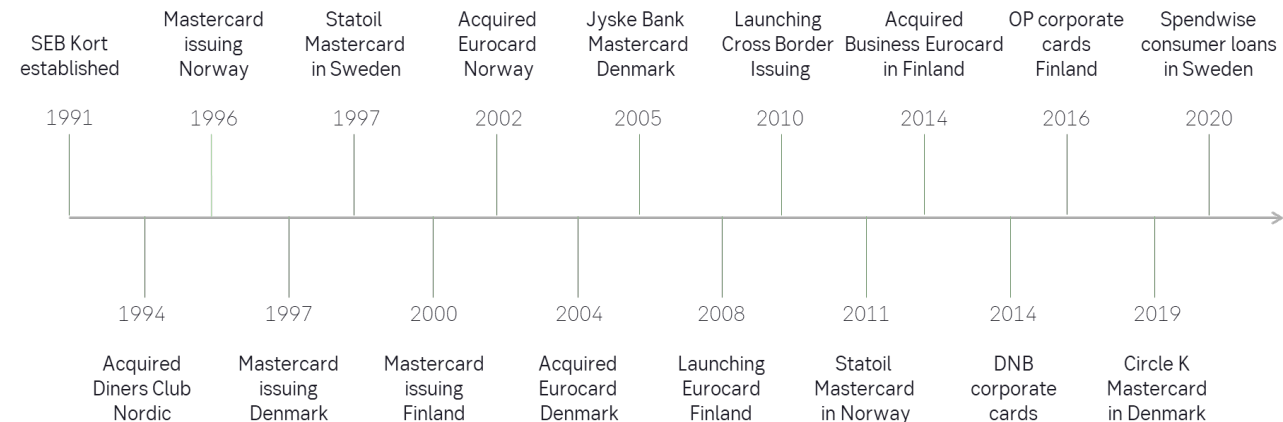 SEB Kort
established
1991
Mastercard
issuing
Norway
1996
Statoil
Mastercard
in Sweden
1997
Acquired
Eurocard
Norway
2002
Jyske Bank
Mastercard
Denmark
2005
Launching
Cross Border
Issuing
2010
Acquired
Business Eurocard
in Finland
2014
OP corporate
cards
Finland
2016
Spendwise
consumer loans
in Sweden
2020
1994
Acquired
Diners Club
Nordic
1997
Mastercard
issuing
Denmark
2000
Mastercard
issuing
Finland
2004
Acquired
Eurocard
Denmark
2008
Launching
Eurocard
Finland
2011
Statoil
Mastercard
in Norway
2014
DNB
corporate
cards
2019
Circle K
Mastercard
in Denmark